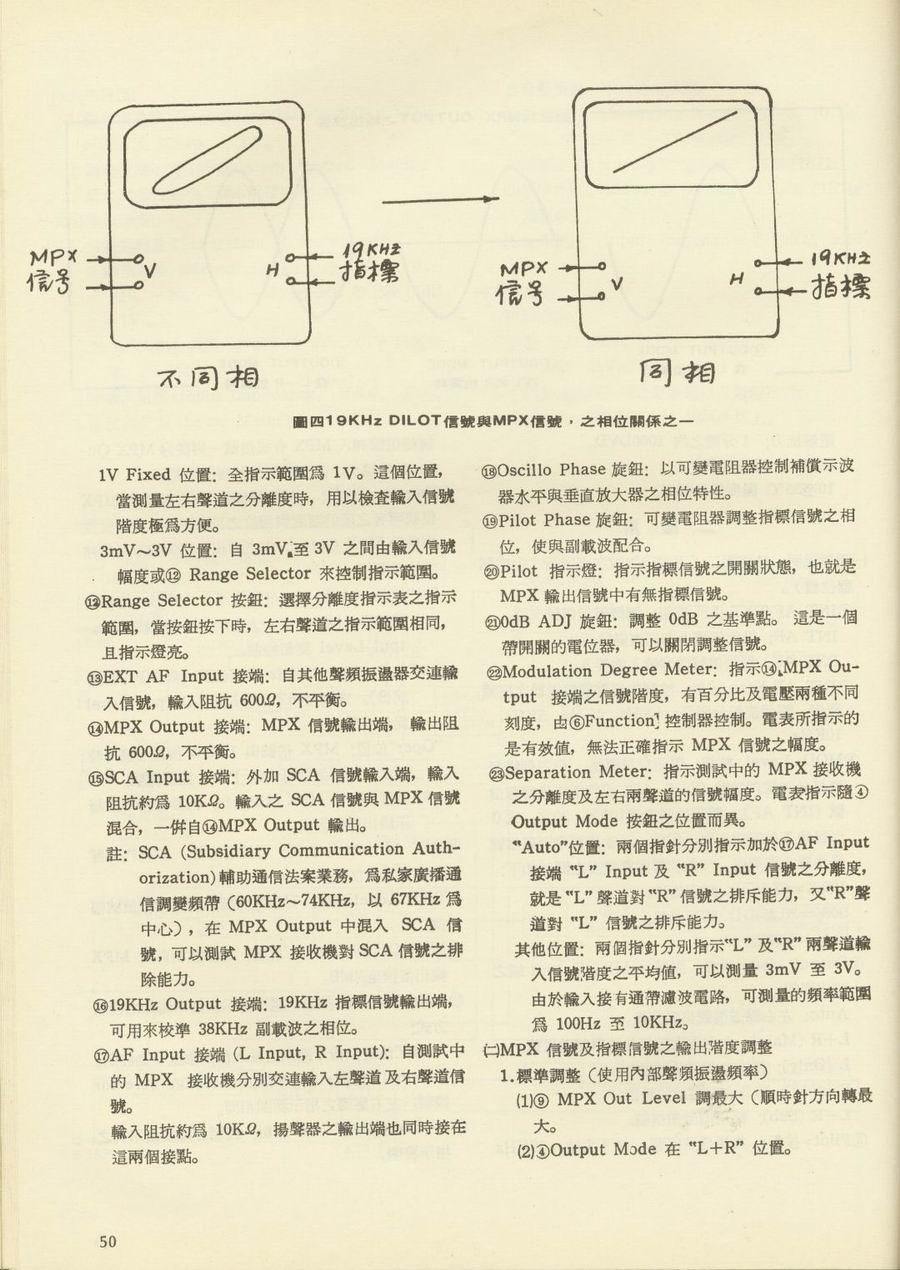 MPX
信号
V
H
19KHz
指標
不同相
MPX
信号
V
H
19KHz
指標
同相
圖四19KHz DILOT信號與MPX信號，之相位關係之一
1V Fixed 位置：全指示範圍爲 1V。這個位置，
當測量左右聲道之分離度時，用以檢查輸入信號
階度極爲方便。
3mV～3V 位置：自 3mV至 3V 之間由輸入信號
幅度或⑫ Range Selector 來控制指示範圍。
⑫Range Selector 按鈕：選擇分離度指示表之指示
範圍，當按鈕按下時，左右聲道之指示範圍相同，
且指示燈亮。
⑬EXT AF Input 接端：自其他聲頻振盪器交連輸
入信號，輸入阻抗 600Ω，不平衡。
⑭MPX Output 接端：MPX 信號輸出端，輸出阻
抗 600Ω，不平衡。
⑮SCA Input 接端：外加 SCA 信號輸入端，輸入
阻抗約爲 10KΩ。輸入之 SCA 信號與 MPX 信號
混合，一併自⑭MPX Output 輸出。
註：SCA (Subsidiary Communication Auth-
orization) 輔助通信法案業務，爲私家廣播通
信調變頻帶（60KHz～74KHz，以 67KHz 爲
中心），在 MPX Output 中混入 SCA 信
號，可以測試 MPX 接收機對 SCA 信號之排
除能力。
⑯19KHz Output 接端：19KHz 指標信號輸出端，
可用來校準 38KHz 副載波之相位。
⑰AF Input 接端 (L Input, R Input)：自測試中
的 MPX 接收機分別交連輸入左聲道及右聲道信
號。
輸入阻抗約爲 10KΩ，揚聲器之輸出端也同時接在
這兩個接點。
⑱Oscillo Phase 旋鈕：以可變電阻器控制補償示波
器水平與垂直放大器之相位特性。
⑲Pilot Phase 旋鈕：可變電阻器調整指標信號之相
位，使與副載波配合。
⑳Pilot 指示燈：指示指標信號之開關狀態，也就是
MPX 輸出信號中有無指標信號。
㉑0dB ADJ 旋鈕：調整 0dB 之基準點。這是一個
帶開關的電位器，可以關閉調整信號。
㉒Modulation Degree Meter：指示⑭MPX Ou-
tput 接端之信號階度，有百分比及電壓兩種不同
刻度，由⑥Function 控制器控制。電表所指示的
是有效值，無法正確指示 MPX 信號之幅度。
㉓Separation Meter：指示測試中的 MPX 接收機
之分離度及左右兩聲道的信號幅度。電表指示隨④
Output Mode 按鈕之位置而異。
“Auto”位置：兩個指針分別指示加於⑰AF Input
接端 “L” Input 及 “R” Input 信號之分離度，
就是 “L” 聲道對 “R” 信號之排斥能力，又“R”聲
道對 “L” 信號之排斥能力。
其他位置：兩個指針分別指示“L” 及“R” 兩聲道輸
入信號階度之平均值，可以測量 3mV 至 3V。
由於輸入接有通帶濾波電路，可測量的頻率範圍
爲 100Hz 至 10KHz。
㈡MPX 信號及指標信號之輸出階度調整
1.標準調整（使用內部聲頻振盪頻率）
(1)⑨ MPX Out Level 調最大（順時針方向轉最
大。
(2)④Output Mode 在 “L＋R” 位置。
50